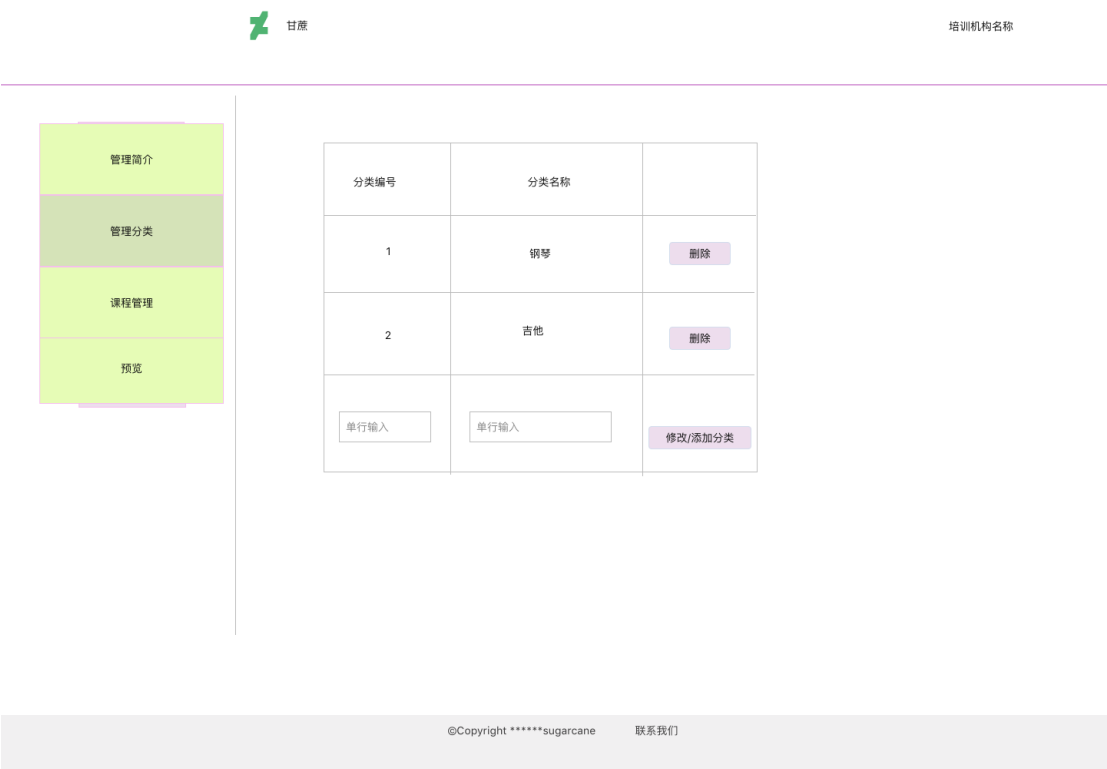 甘蔗
培训机构名称
管理简介
管理分类
课程管理
预览
分类编号 分类名称
1 钢琴 删除
2 吉他 删除
单行输入 单行输入 修改/添加分类
©Copyright ******sugarcane 联系我们